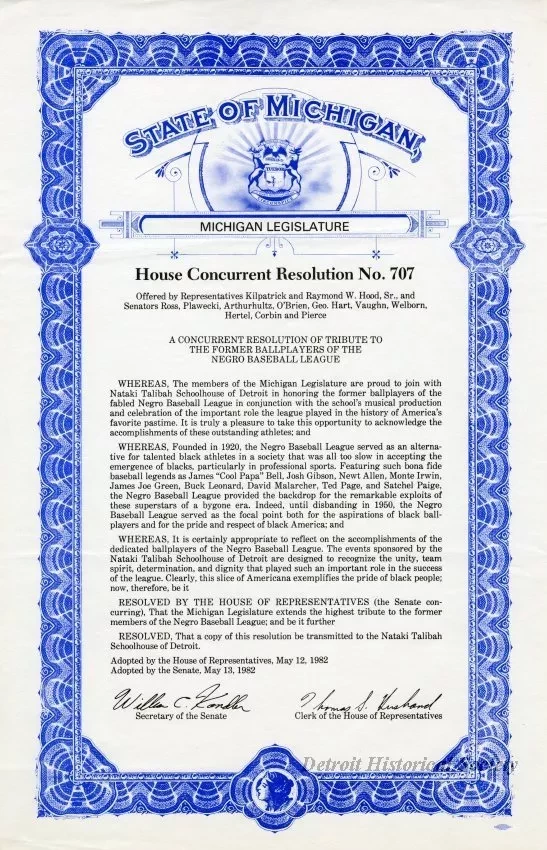 STATE OF MICHIGAN,
TUEBOR
MICHIGAN LEGISLATURE
House Concurrent Resolution No. 707
Offered by Representatives Kilpatrick and Raymond W. Hood, Sr., and
Senators Ross, Plawecki, Arthurhultz, O'Brien, Geo. Hart, Vaughn, Welborn,
Hertel, Corbin and Pierce
A CONCURRENT RESOLUTION OF TRIBUTE TO
THE FORMER BALLPLAYERS OF THE
NEGRO BASEBALL LEAGUE
WHEREAS, The members of the Michigan Legislature are proud to join with
Nataki Talibah Schoolhouse of Detroit in honoring the former ballplayers of the
fabled Negro Baseball League in conjunction with the school's musical production
and celebration of the important role the league played in the history of America's
favorite pastime. It is truly a pleasure to take this opportunity to acknowledge the
accomplishments of these outstanding athletes; and
WHEREAS, Founded in 1920, the Negro Baseball League served as an alterna-
tive for talented black athletes in a society that was all too slow in accepting the
emergence of blacks, particularly in professional sports. Featuring such bona fide
baseball legends as James "Cool Papa" Bell, Josh Gibson, Newt Allen, Monte Irwin,
James Joe Green, Buck Leonard, David Malarcher, Ted Page, and Satchel Paige,
the Negro Baseball League provided the backdrop for the remarkable exploits of
these superstars of a bygone era. Indeed, until disbanding in 1950, the Negro
Baseball League served as the focal point both for the aspirations of black ball-
players and for the pride and respect of black America; and
WHEREAS, It is certainly appropriate to reflect on the accomplishments of the
dedicated ballplayers of the Negro Baseball League. The events sponsored by the
Nataki Talibah Schoolhouse of Detroit are designed to recognize the unity, team
spirit, determination, and dignity that played such an important role in the success
of the league. Clearly, this slice of Americana exemplifies the pride of black people;
now, therefore, be it
RESOLVED BY THE HOUSE OF REPRESENTATIVES (the Senate con-
curring), That the Michigan Legislature extends the highest tribute to the former
members of the Negro Baseball League; and be it further
RESOLVED, That a copy of this resolution be transmitted to the Nataki Talibah
Schoolhouse of Detroit.
Adopted by the House of Representatives, May 12, 1982
Adopted by the Senate, May 13, 1982
William C. Kandler Thomas S. Husband
Secretary of the Senate Clerk of the House of Representatives
Detroit Historical Society